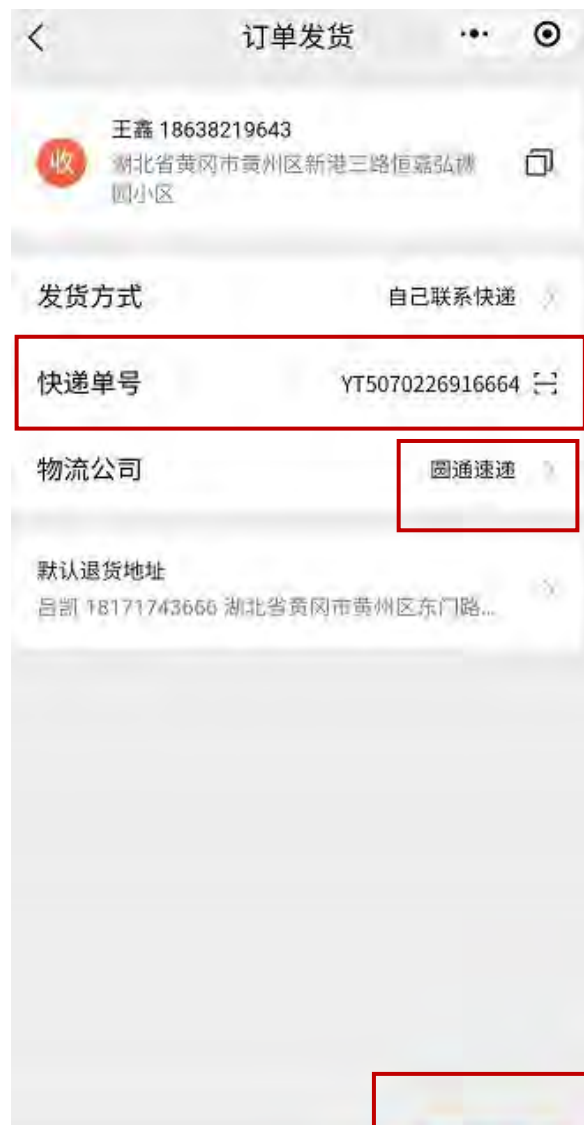 订单发货
王鑫 18638219643
湖北省黄冈市黄州区新港三路恒嘉弘
园小区
收
发货方式 自己联系快递
快递单号 YT5070226916664
物流公司 圆通速递
默认退货地址
吕凯 18171743666 湖北省黄冈市黄州区东门路...